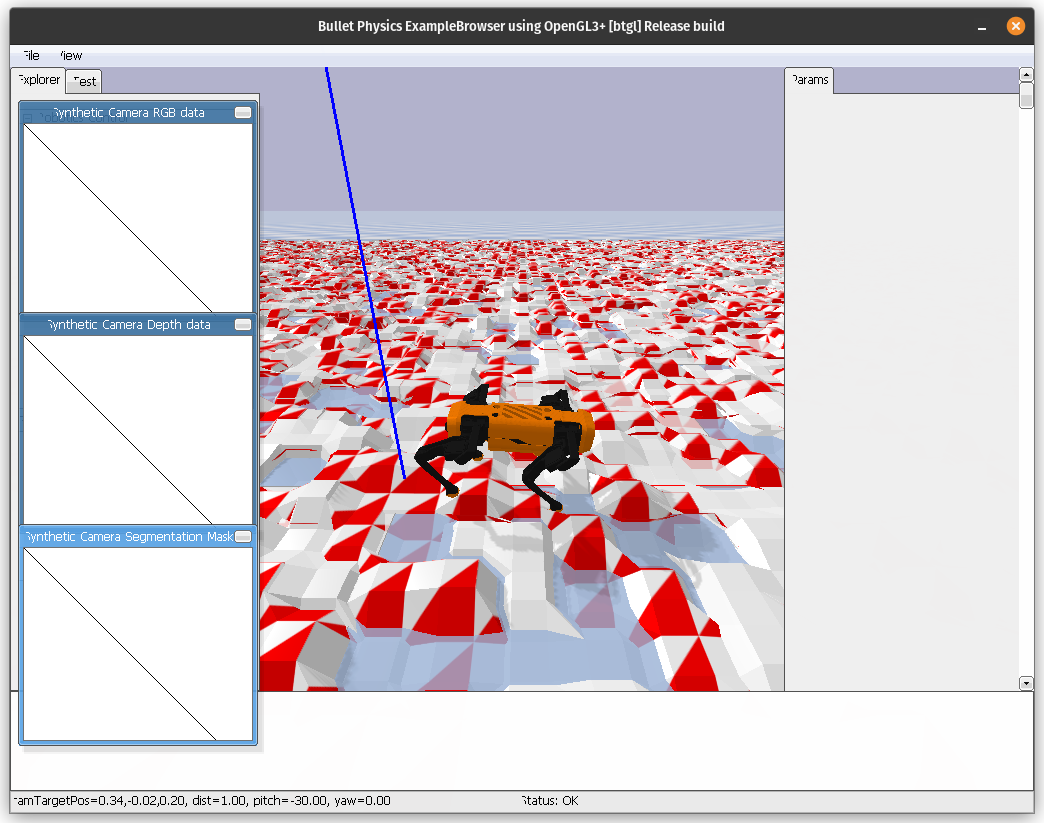 Bullet Physics ExampleBrowser using OpenGL3+ [btgl] Release build
File View
Explorer Test
Params
Synthetic Camera RGB data
Synthetic Camera Depth data
Synthetic Camera Segmentation Mask
camTargetPos=0.34,-0.02,0.20, dist=1.00, pitch=-30.00, yaw=0.00
Status: OK